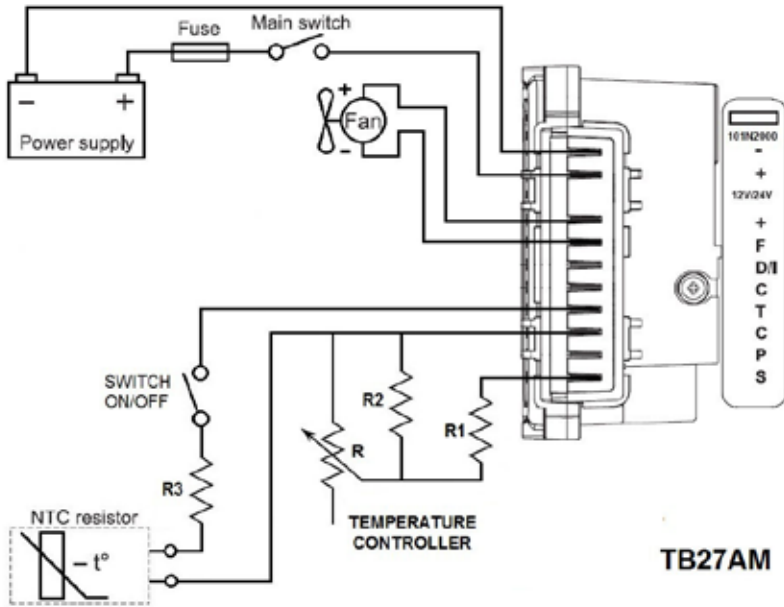 Fuse
Main switch
−
+
Power supply
+
Fan
−
101N2000
-
+
12V/24V
+
F
D/I
C
T
C
P
S
SWITCH
ON/OFF
R2
R1
R
R3
NTC resistor
– t°
TEMPERATURE
CONTROLLER
TB27AM